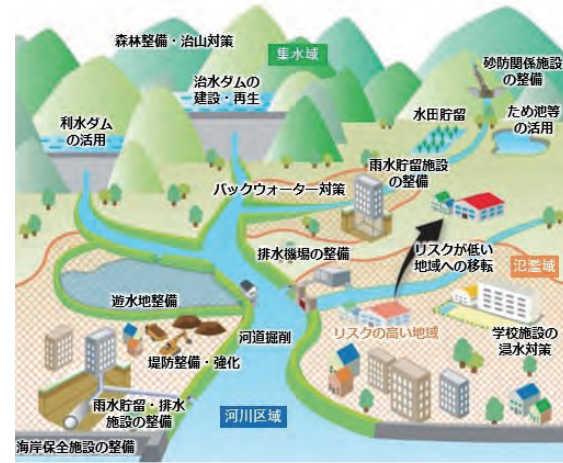 森林整備・治山対策
集水域
砂防関係施設
の整備
治水ダムの
建設・再生
水田貯留
ため池等
の活用
利水ダム
の活用
雨水貯留施設
の整備
バックウォーター対策
排水機場の整備
リスクが低い
地域への移転
氾濫域
遊水地整備
河道掘削
リスクの高い地域
学校施設の
浸水対策
堤防整備・強化
雨水貯留・排水
施設の整備
河川区域
海岸保全施設の整備